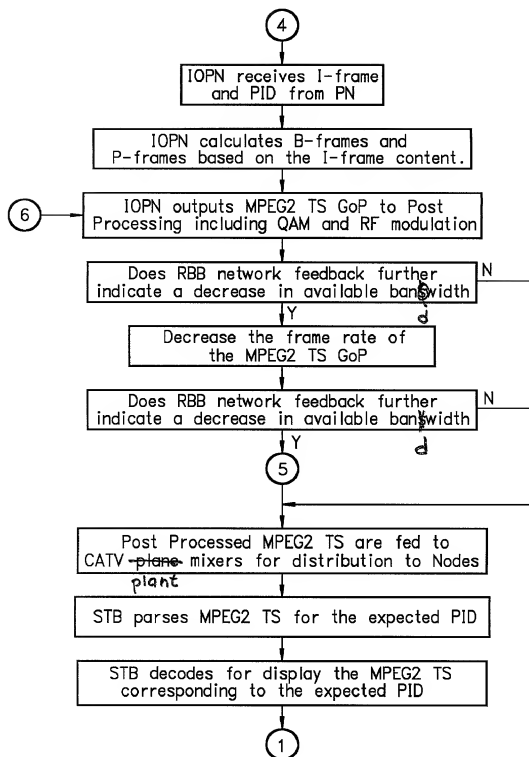 4
IOPN receives I-frame
and PID from PN
IOPN calculates B-frames and
P-frames based on the I-frame content.
6
IOPN outputs MPEG2 TS GoP to Post
Processing including QAM and RF modulation
Does RBB network feedback further
indicate a decrease in available banswidth
N
d
Y
Decrease the frame rate of
the MPEG2 TS GoP
Does RBB network feedback further
indicate a decrease in available banswidth
N
d
Y
5
Post Processed MPEG2 TS are fed to
CATV plane mixers for distribution to Nodes
plant
STB parses MPEG2 TS for the expected PID
STB decodes for display the MPEG2 TS
corresponding to the expected PID
1